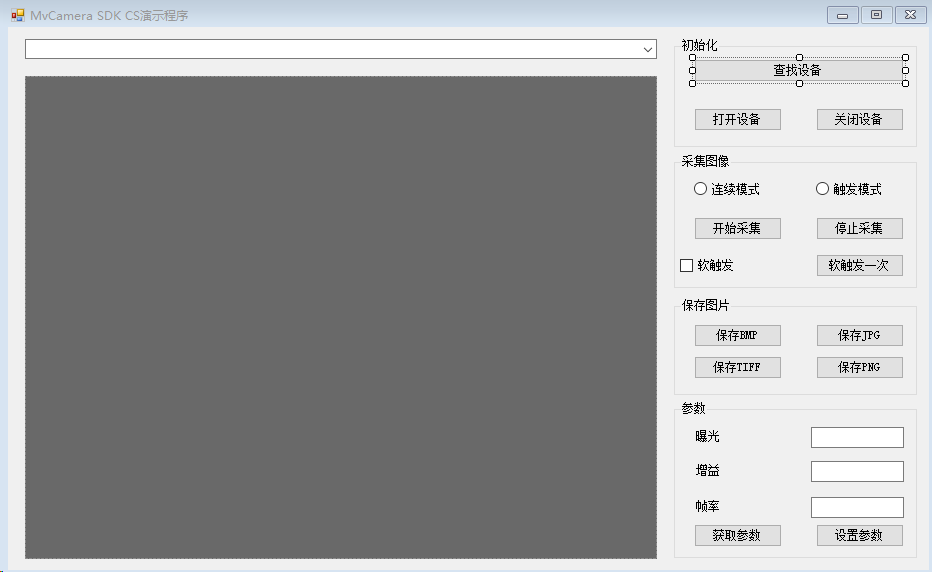 MvCamera SDK CS演示程序
初始化
查找设备
打开设备 关闭设备
采集图像
连续模式 触发模式
开始采集 停止采集
软触发 软触发一次
保存图片
保存BMP 保存JPG
保存TIFF 保存PNG
参数
曝光
增益
帧率
获取参数 设置参数